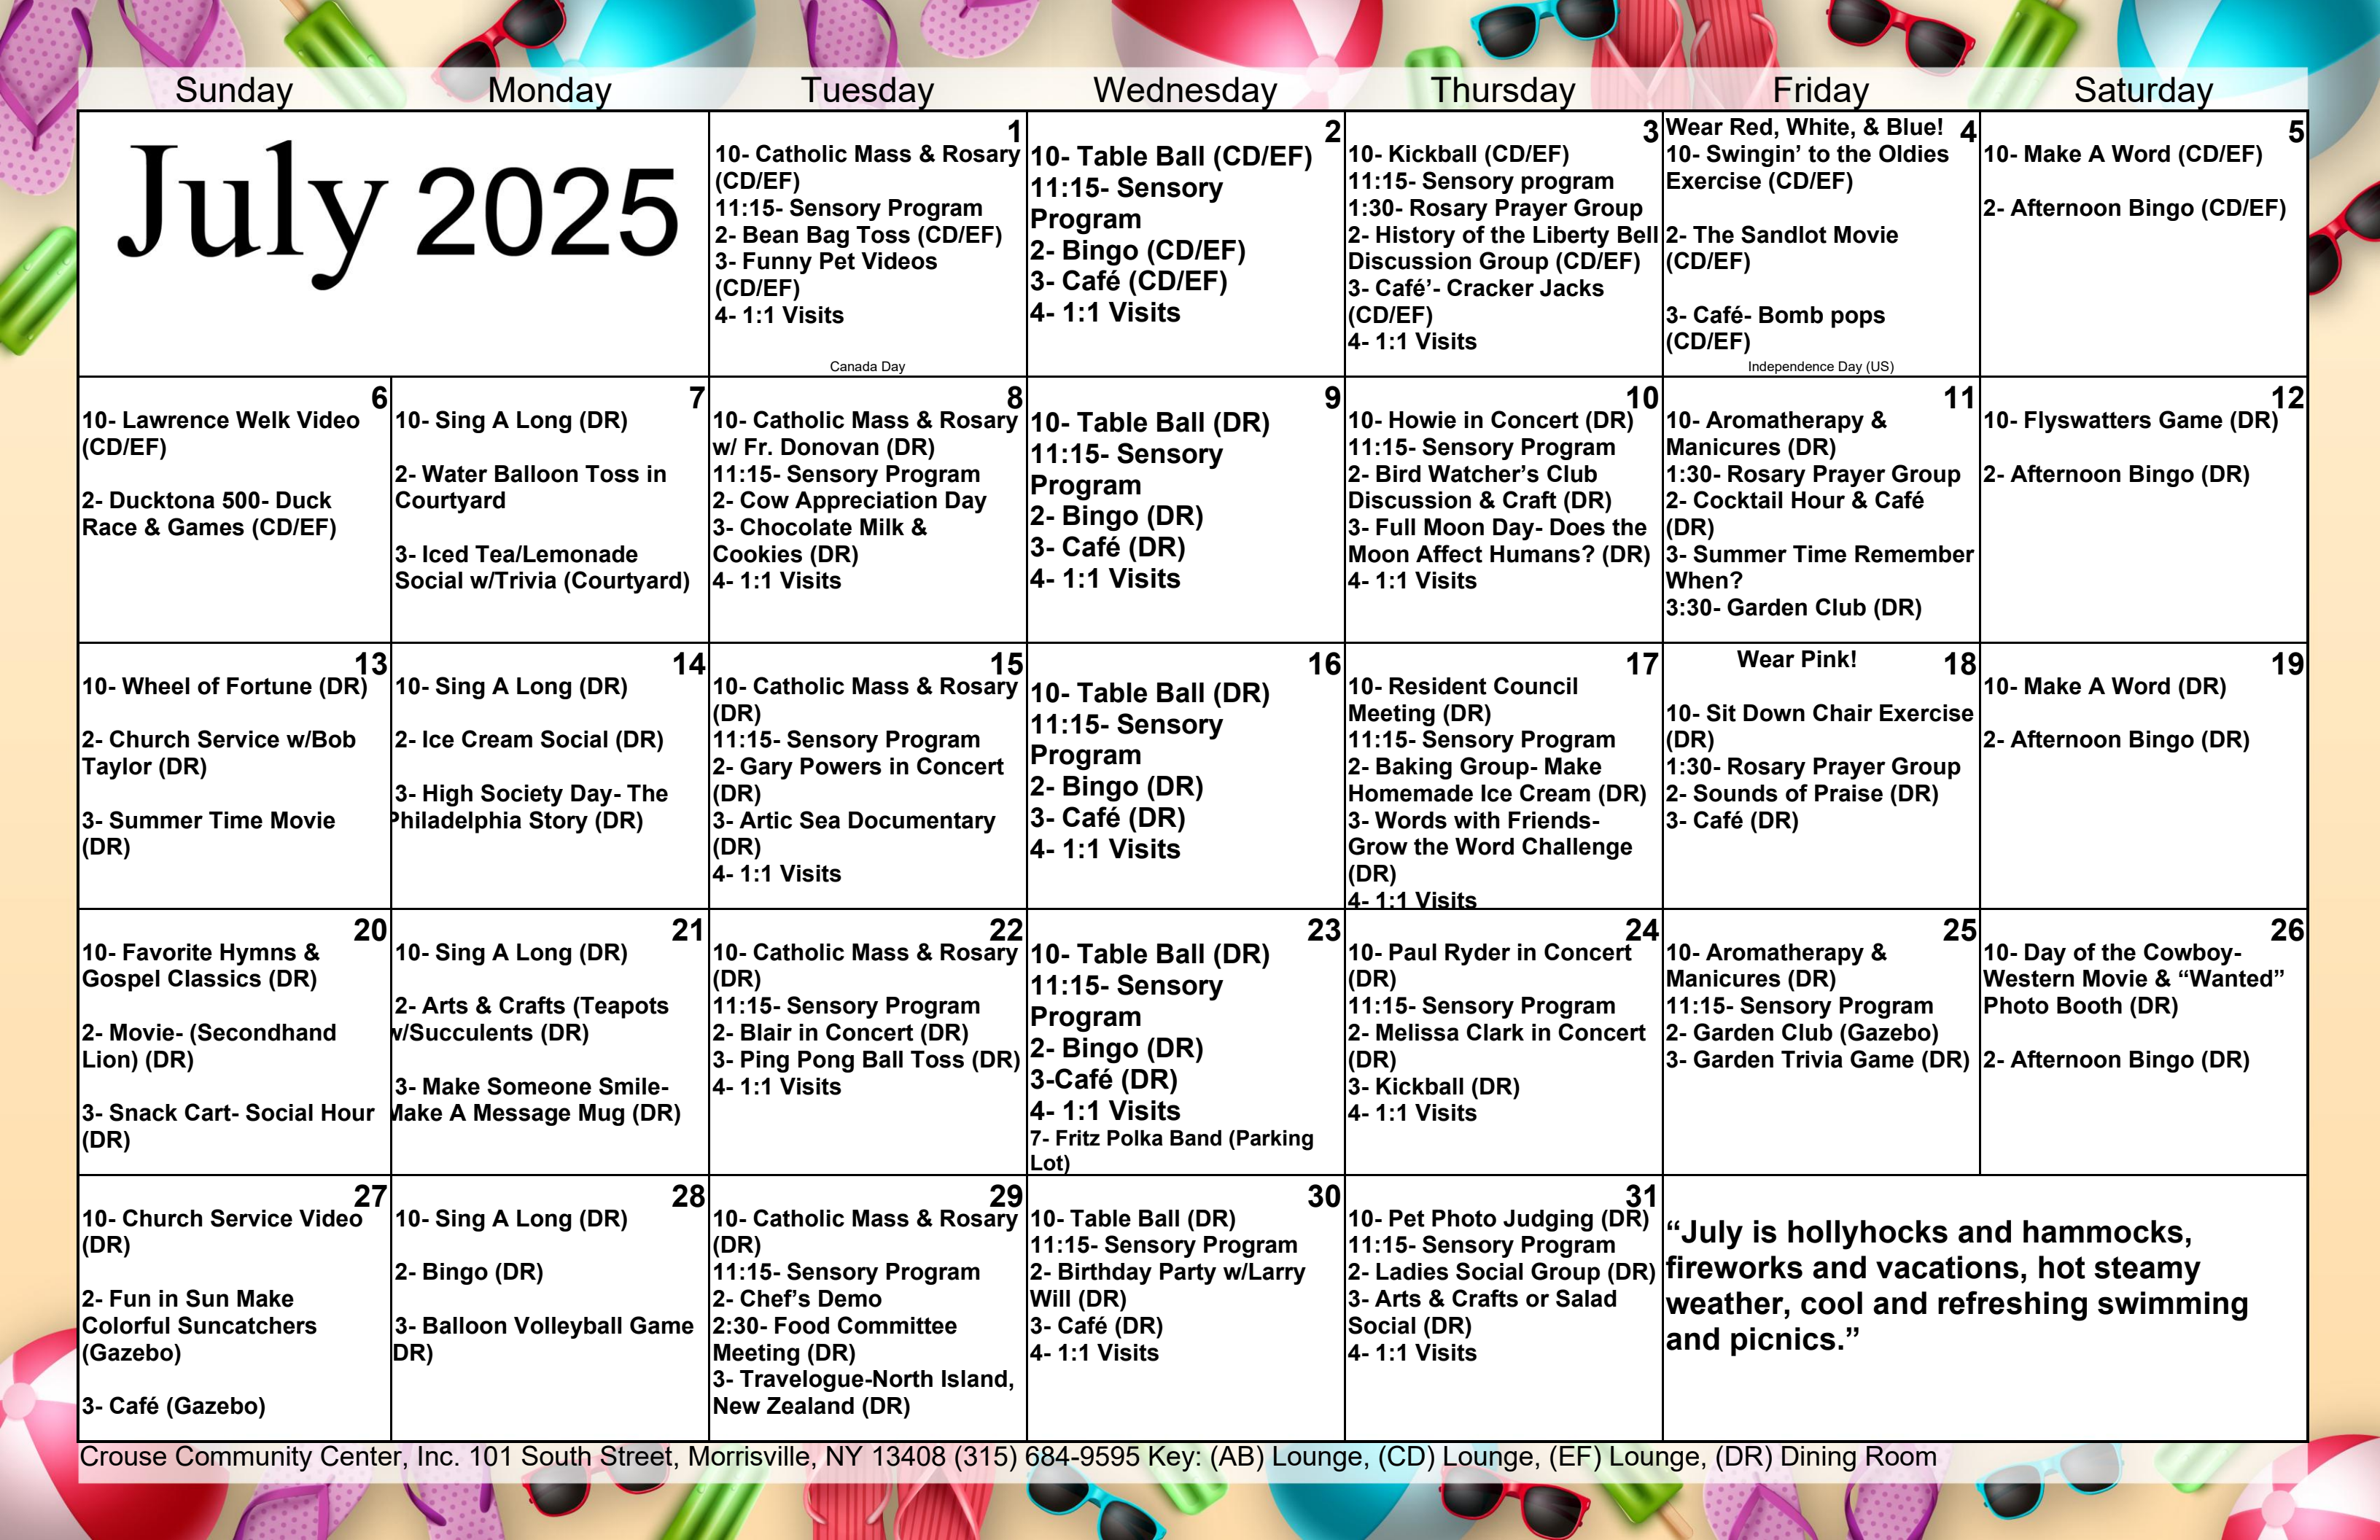 Sunday Monday Tuesday Wednesday Thursday Friday Saturday
July 2025
1
10- Catholic Mass & Rosary
(CD/EF)
11:15- Sensory Program
2- Bean Bag Toss (CD/EF)
3- Funny Pet Videos
(CD/EF)
4- 1:1 Visits
Canada Day
2
10- Table Ball (CD/EF)
11:15- Sensory
Program
2- Bingo (CD/EF)
3- Café (CD/EF)
4- 1:1 Visits
3
10- Kickball (CD/EF)
11:15- Sensory program
1:30- Rosary Prayer Group
2- History of the Liberty Bell
Discussion Group (CD/EF)
3- Café’- Cracker Jacks
(CD/EF)
4- 1:1 Visits
Wear Red, White, & Blue! 4
10- Swingin’ to the Oldies
Exercise (CD/EF)
2- The Sandlot Movie
(CD/EF)
3- Café- Bomb pops
(CD/EF)
Independence Day (US)
5
10- Make A Word (CD/EF)
2- Afternoon Bingo (CD/EF)
6
10- Lawrence Welk Video
(CD/EF)
2- Ducktona 500- Duck
Race & Games (CD/EF)
7
10- Sing A Long (DR)
2- Water Balloon Toss in
Courtyard
3- Iced Tea/Lemonade
Social w/Trivia (Courtyard)
8
10- Catholic Mass & Rosary
w/ Fr. Donovan (DR)
11:15- Sensory Program
2- Cow Appreciation Day
3- Chocolate Milk &
Cookies (DR)
4- 1:1 Visits
9
10- Table Ball (DR)
11:15- Sensory
Program
2- Bingo (DR)
3- Café (DR)
4- 1:1 Visits
10
10- Howie in Concert (DR)
11:15- Sensory Program
2- Bird Watcher’s Club
Discussion & Craft (DR)
3- Full Moon Day- Does the
Moon Affect Humans? (DR)
4- 1:1 Visits
11
10- Aromatherapy &
Manicures (DR)
1:30- Rosary Prayer Group
2- Cocktail Hour & Café
(DR)
3- Summer Time Remember
When?
3:30- Garden Club (DR)
12
10- Flyswatters Game (DR)
2- Afternoon Bingo (DR)
13
10- Wheel of Fortune (DR)
2- Church Service w/Bob
Taylor (DR)
3- Summer Time Movie
(DR)
14
10- Sing A Long (DR)
2- Ice Cream Social (DR)
3- High Society Day- The
Philadelphia Story (DR)
15
10- Catholic Mass & Rosary
(DR)
11:15- Sensory Program
2- Gary Powers in Concert
(DR)
3- Artic Sea Documentary
(DR)
4- 1:1 Visits
16
10- Table Ball (DR)
11:15- Sensory
Program
2- Bingo (DR)
3- Café (DR)
4- 1:1 Visits
17
10- Resident Council
Meeting (DR)
11:15- Sensory Program
2- Baking Group- Make
Homemade Ice Cream (DR)
3- Words with Friends-
Grow the Word Challenge
(DR)
4- 1:1 Visits
Wear Pink! 18
10- Sit Down Chair Exercise
(DR)
1:30- Rosary Prayer Group
2- Sounds of Praise (DR)
3- Café (DR)
19
10- Make A Word (DR)
2- Afternoon Bingo (DR)
20
10- Favorite Hymns &
Gospel Classics (DR)
2- Movie- (Secondhand
Lion) (DR)
3- Snack Cart- Social Hour
(DR)
21
10- Sing A Long (DR)
2- Arts & Crafts (Teapots
w/Succulents (DR)
3- Make Someone Smile-
Make A Message Mug (DR)
22
10- Catholic Mass & Rosary
(DR)
11:15- Sensory Program
2- Blair in Concert (DR)
3- Ping Pong Ball Toss (DR)
4- 1:1 Visits
23
10- Table Ball (DR)
11:15- Sensory
Program
2- Bingo (DR)
3-Café (DR)
4- 1:1 Visits
7- Fritz Polka Band (Parking
Lot)
24
10- Paul Ryder in Concert
(DR)
11:15- Sensory Program
2- Melissa Clark in Concert
(DR)
3- Kickball (DR)
4- 1:1 Visits
25
10- Aromatherapy &
Manicures (DR)
11:15- Sensory Program
2- Garden Club (Gazebo)
3- Garden Trivia Game (DR)
26
10- Day of the Cowboy-
Western Movie & “Wanted”
Photo Booth (DR)
2- Afternoon Bingo (DR)
27
10- Church Service Video
(DR)
2- Fun in Sun Make
Colorful Suncatchers
(Gazebo)
3- Café (Gazebo)
28
10- Sing A Long (DR)
2- Bingo (DR)
3- Balloon Volleyball Game
DR)
29
10- Catholic Mass & Rosary
(DR)
11:15- Sensory Program
2- Chef’s Demo
2:30- Food Committee
Meeting (DR)
3- Travelogue-North Island,
New Zealand (DR)
30
10- Table Ball (DR)
11:15- Sensory Program
2- Birthday Party w/Larry
Will (DR)
3- Café (DR)
4- 1:1 Visits
31
10- Pet Photo Judging (DR)
11:15- Sensory Program
2- Ladies Social Group (DR)
3- Arts & Crafts or Salad
Social (DR)
4- 1:1 Visits
“July is hollyhocks and hammocks,
fireworks and vacations, hot steamy
weather, cool and refreshing swimming
and picnics.”
Crouse Community Center, Inc. 101 South Street, Morrisville, NY 13408 (315) 684-9595 Key: (AB) Lounge, (CD) Lounge, (EF) Lounge, (DR) Dining Room